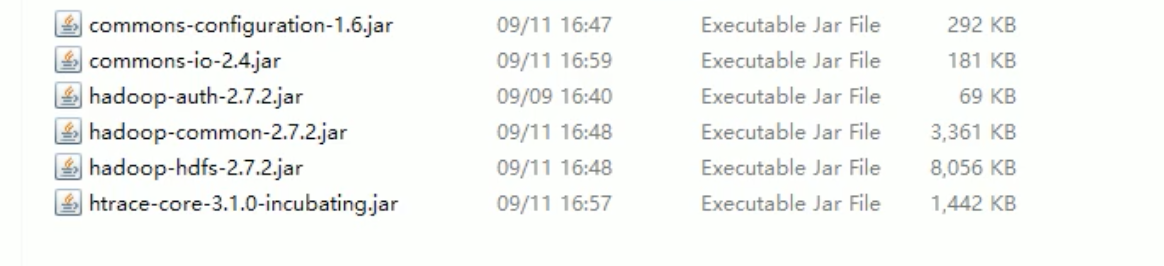 commons-configuration-1.6.jar 09/11 16:47 Executable Jar File 292 KB
commons-io-2.4.jar 09/11 16:59 Executable Jar File 181 KB
hadoop-auth-2.7.2.jar 09/09 16:40 Executable Jar File 69 KB
hadoop-common-2.7.2.jar 09/11 16:48 Executable Jar File 3,361 KB
hadoop-hdfs-2.7.2.jar 09/11 16:48 Executable Jar File 8,056 KB
htrace-core-3.1.0-incubating.jar 09/11 16:57 Executable Jar File 1,442 KB